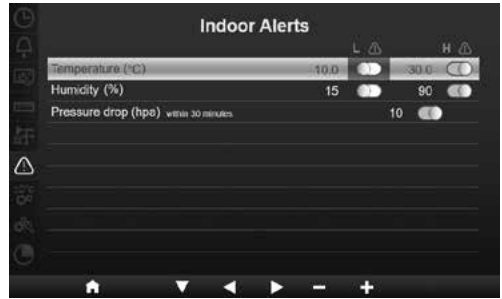 Indoor Alerts
L H
Temperature (°C) 10.0 30.0
Humidity (%) 15 90
Pressure drop (hpa) within 30 minutes 10